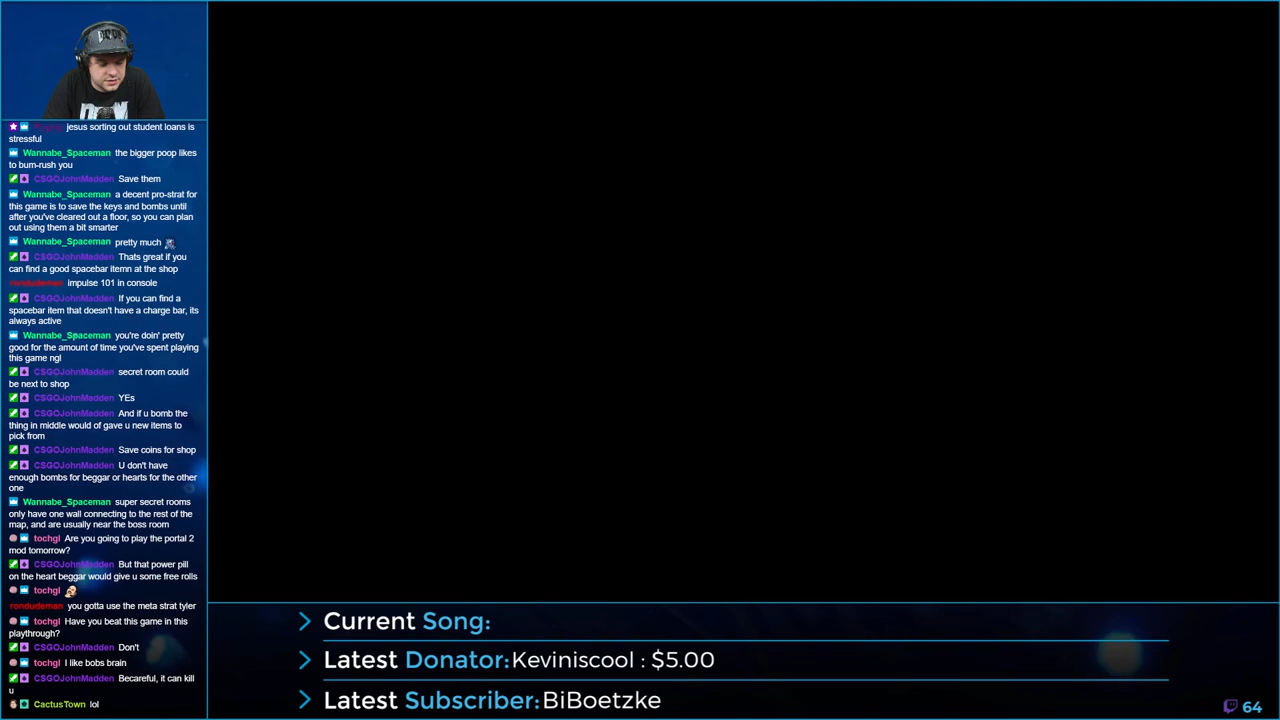 jesus sorting out student loans is
stressful
Wannabe_Spaceman the bigger poop likes
to bum-rush you
CSGOJohnMadden Save them
Wannabe_Spaceman a decent pro-strat for
this game is to save the keys and bombs until
after you've cleared out a floor, so you can plan
out using them a bit smarter
Wannabe_Spaceman pretty much
CSGOJohnMadden Thats great if you
can find a good spacebar itemn at the shop
rondudeman impulse 101 in console
CSGOJohnMadden If you can find a
spacebar item that doesn't have a charge bar, its
always active
Wannabe_Spaceman you're doin' pretty
good for the amount of time you've spent playing
this game ngl
CSGOJohnMadden secret room could
be next to shop
CSGOJohnMadden YEs
CSGOJohnMadden And if u bomb the
thing in middle would of gave u new items to
pick from
CSGOJohnMadden Save coins for shop
CSGOJohnMadden U don't have
enough bombs for beggar or hearts for the other
one
Wannabe_Spaceman super secret rooms
only have one wall connecting to the rest of the
map, and are usually near the boss room
tochgl Are you going to play the portal 2
mod tomorrow?
CSGOJohnMadden But that power pill
on the heart beggar would give u some free rolls
tochgl
rondudeman you gotta use the meta strat tyler
tochgl Have you beat this game in this
playthrough?
CSGOJohnMadden Don't
tochgl I like bobs brain
CSGOJohnMadden Becareful, it can kill
u
CactusTown lol
Current Song:
Latest Donator:Keviniscool : $5.00
Latest Subscriber:BiBoetzke
64